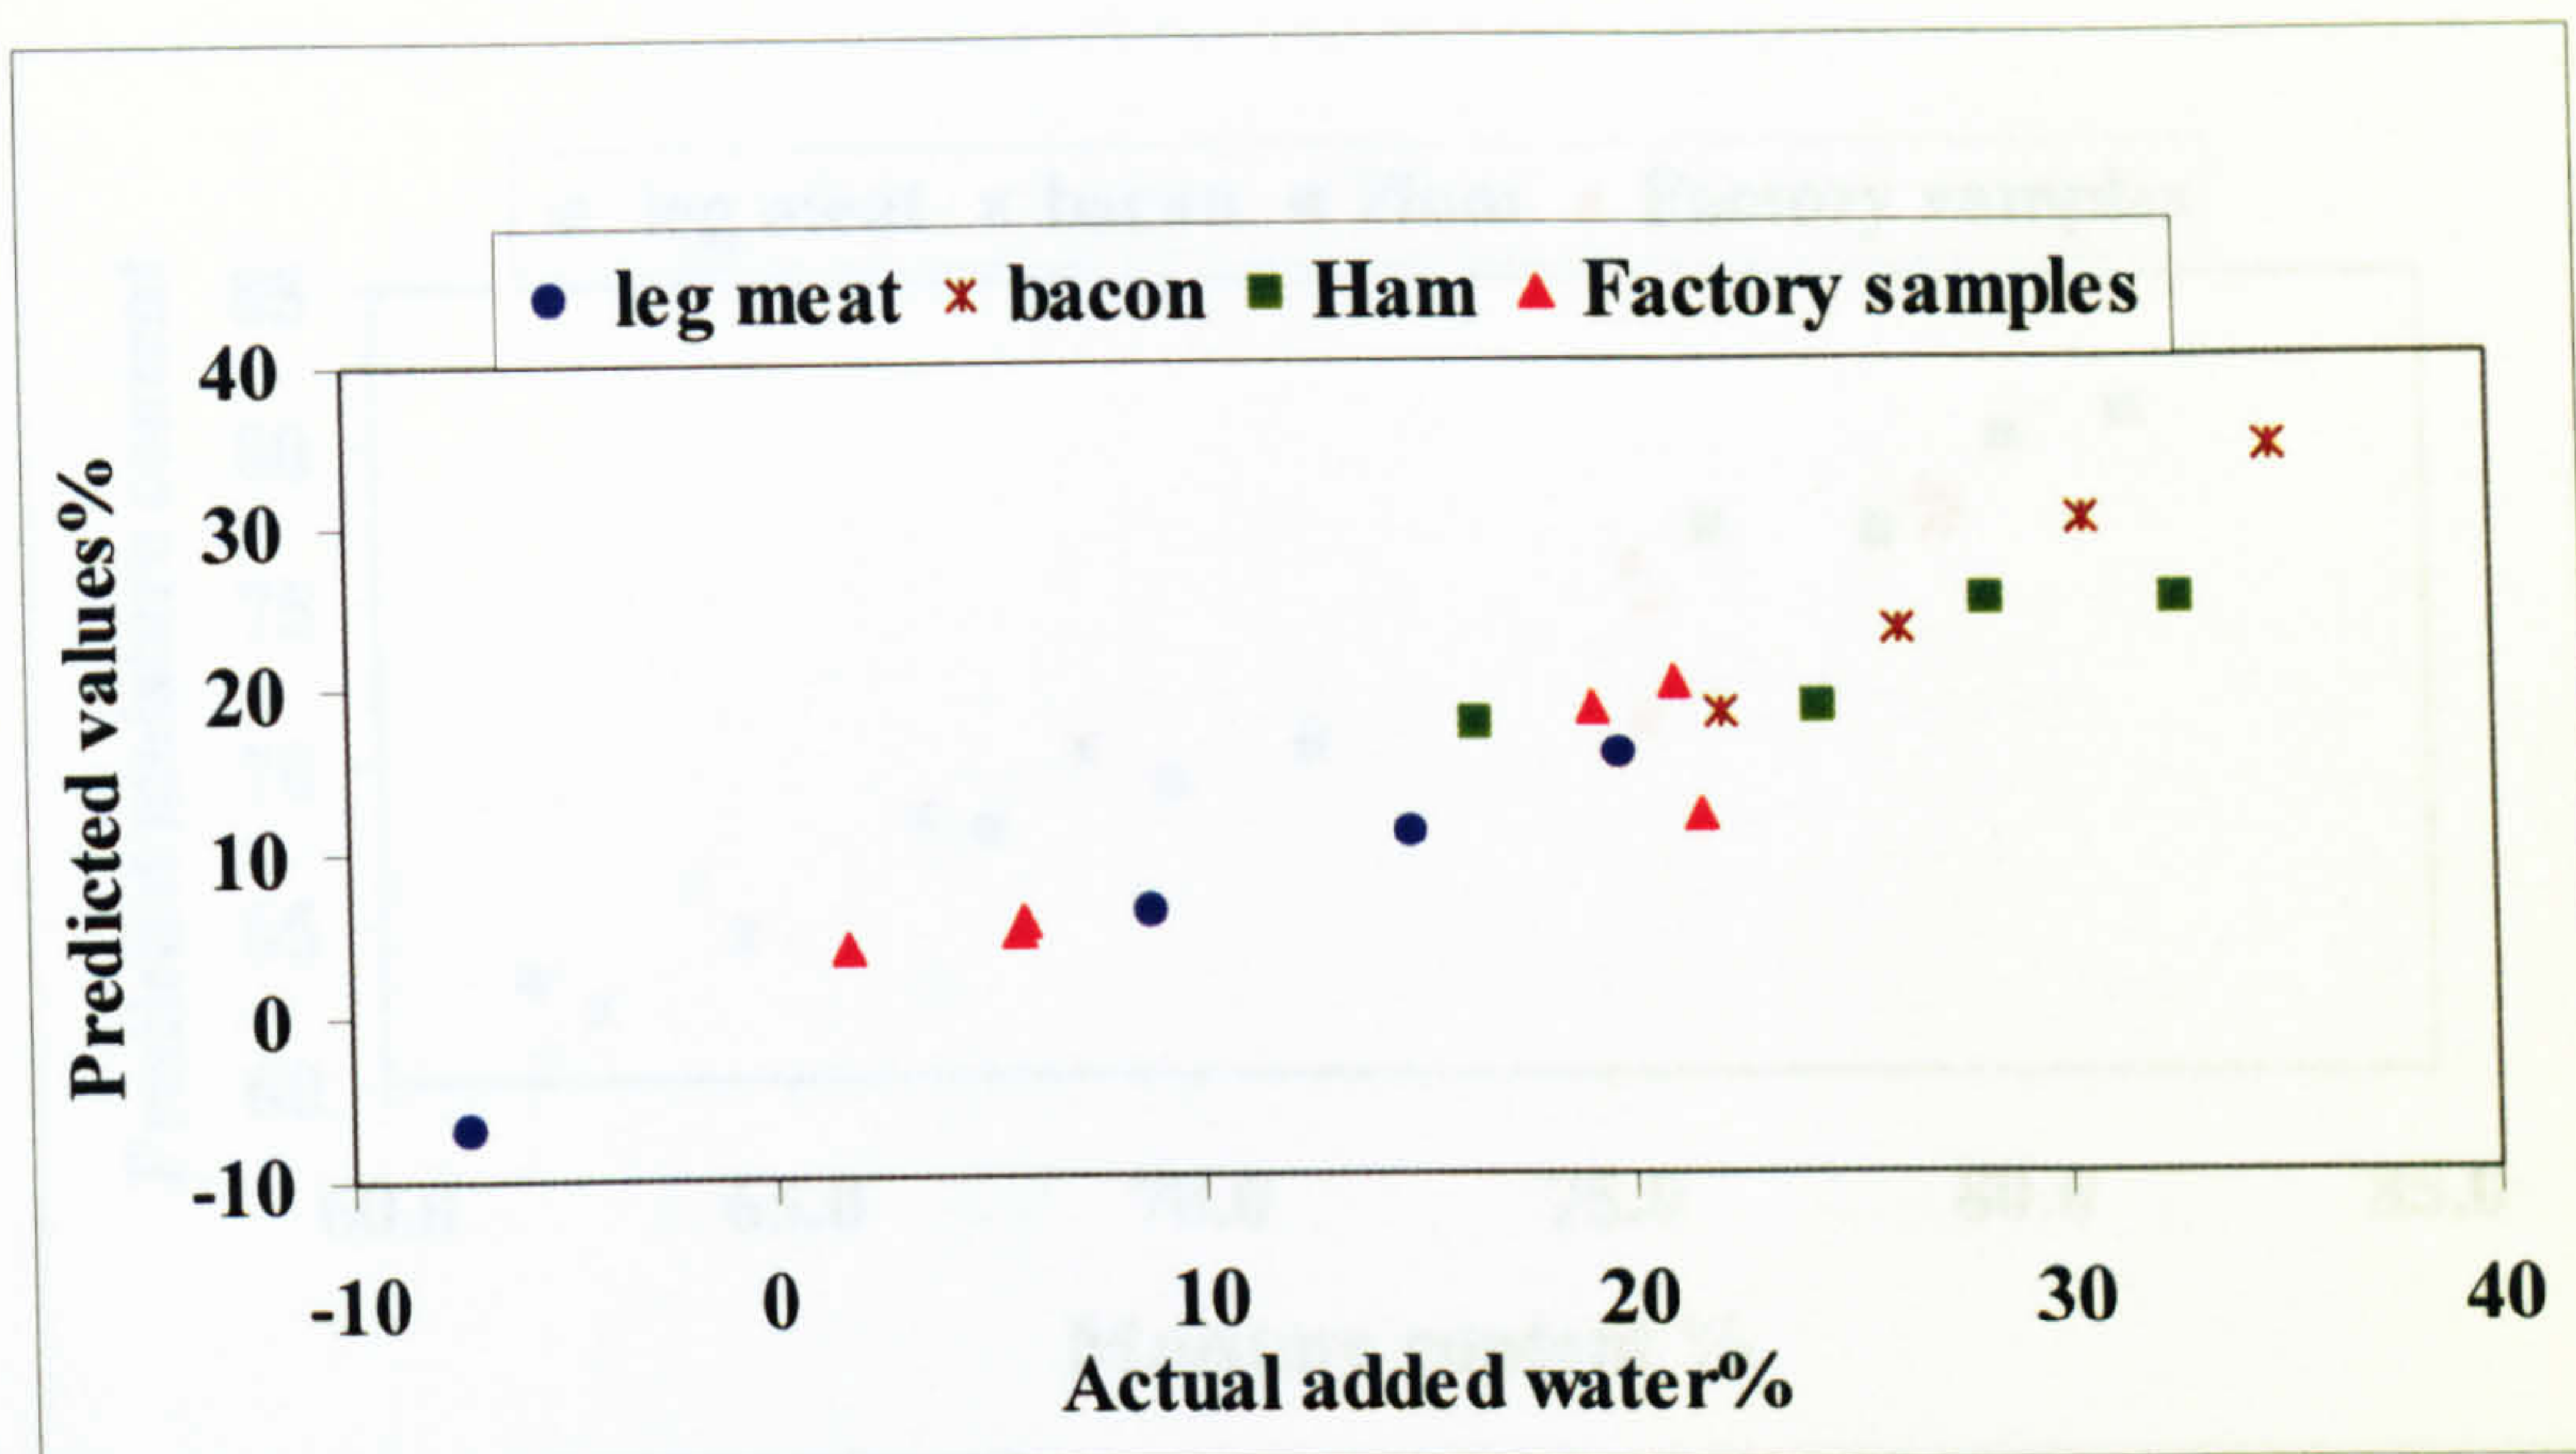 leg meat bacon Ham Factory samples
40
30
20
10
0
-10
Predicted values%
-10 0 10 20 30 40
Actual added water%